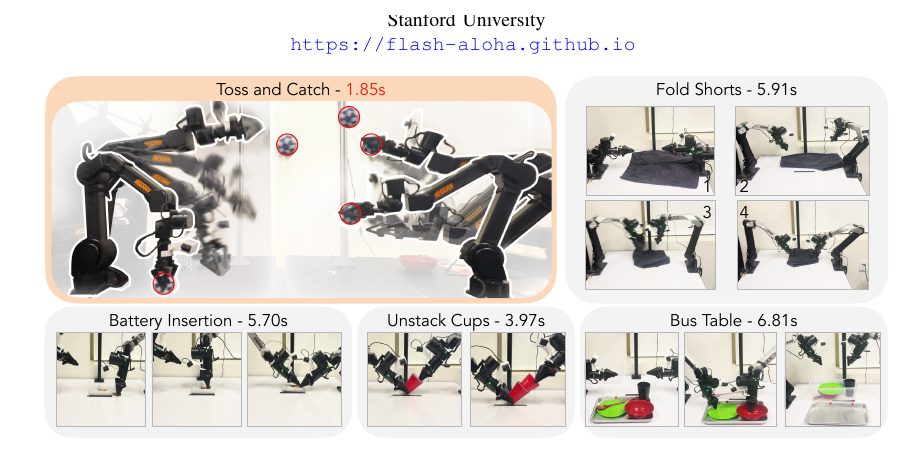 Stanford University
https://flash-aloha.github.io
Toss and Catch - 1.85s
Fold Shorts - 5.91s
1
2
3
4
Battery Insertion - 5.70s
Unstack Cups - 3.97s
Bus Table - 6.81s